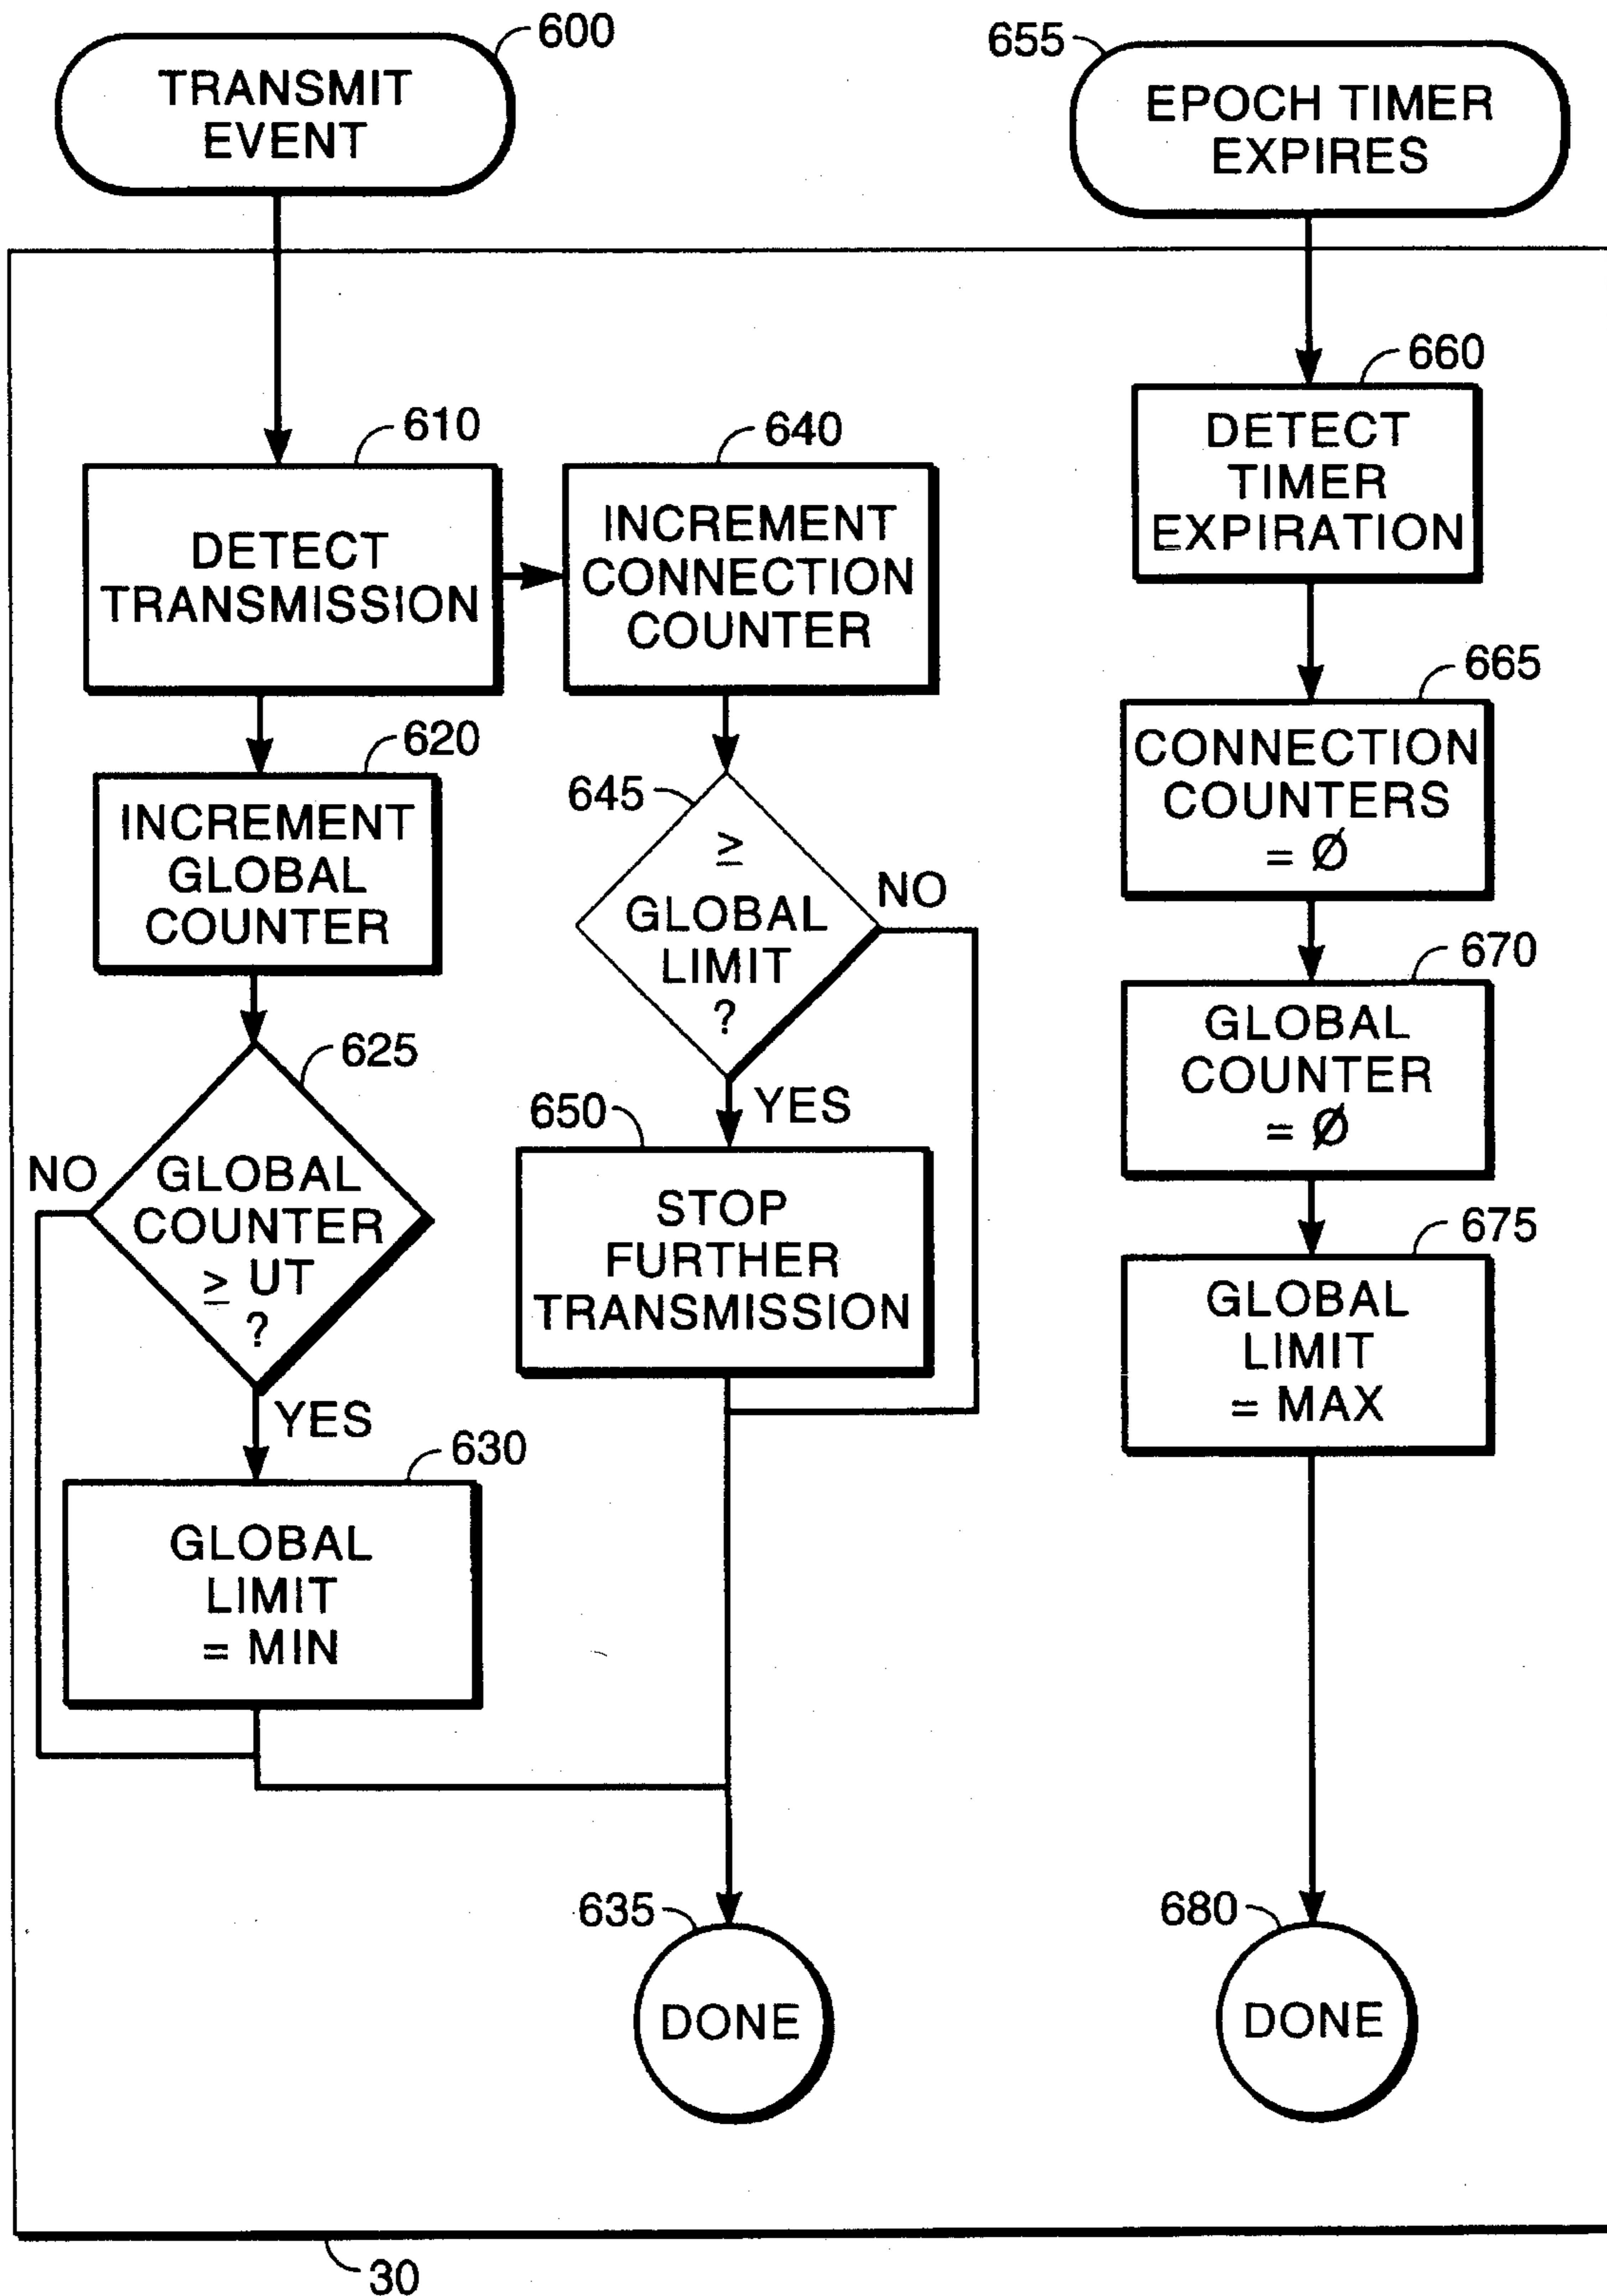 600
TRANSMIT
EVENT
655
EPOCH TIMER
EXPIRES
610
DETECT
TRANSMISSION
640
INCREMENT
CONNECTION
COUNTER
660
DETECT
TIMER
EXPIRATION
620
INCREMENT
GLOBAL
COUNTER
645
≥
GLOBAL
LIMIT
?
NO
YES
665
CONNECTION
COUNTERS
= Ø
625
GLOBAL
COUNTER
≥ UT
?
NO
YES
650
STOP
FURTHER
TRANSMISSION
670
GLOBAL
COUNTER
= Ø
675
GLOBAL
LIMIT
= MAX
630
GLOBAL
LIMIT
= MIN
635
DONE
680
DONE
30